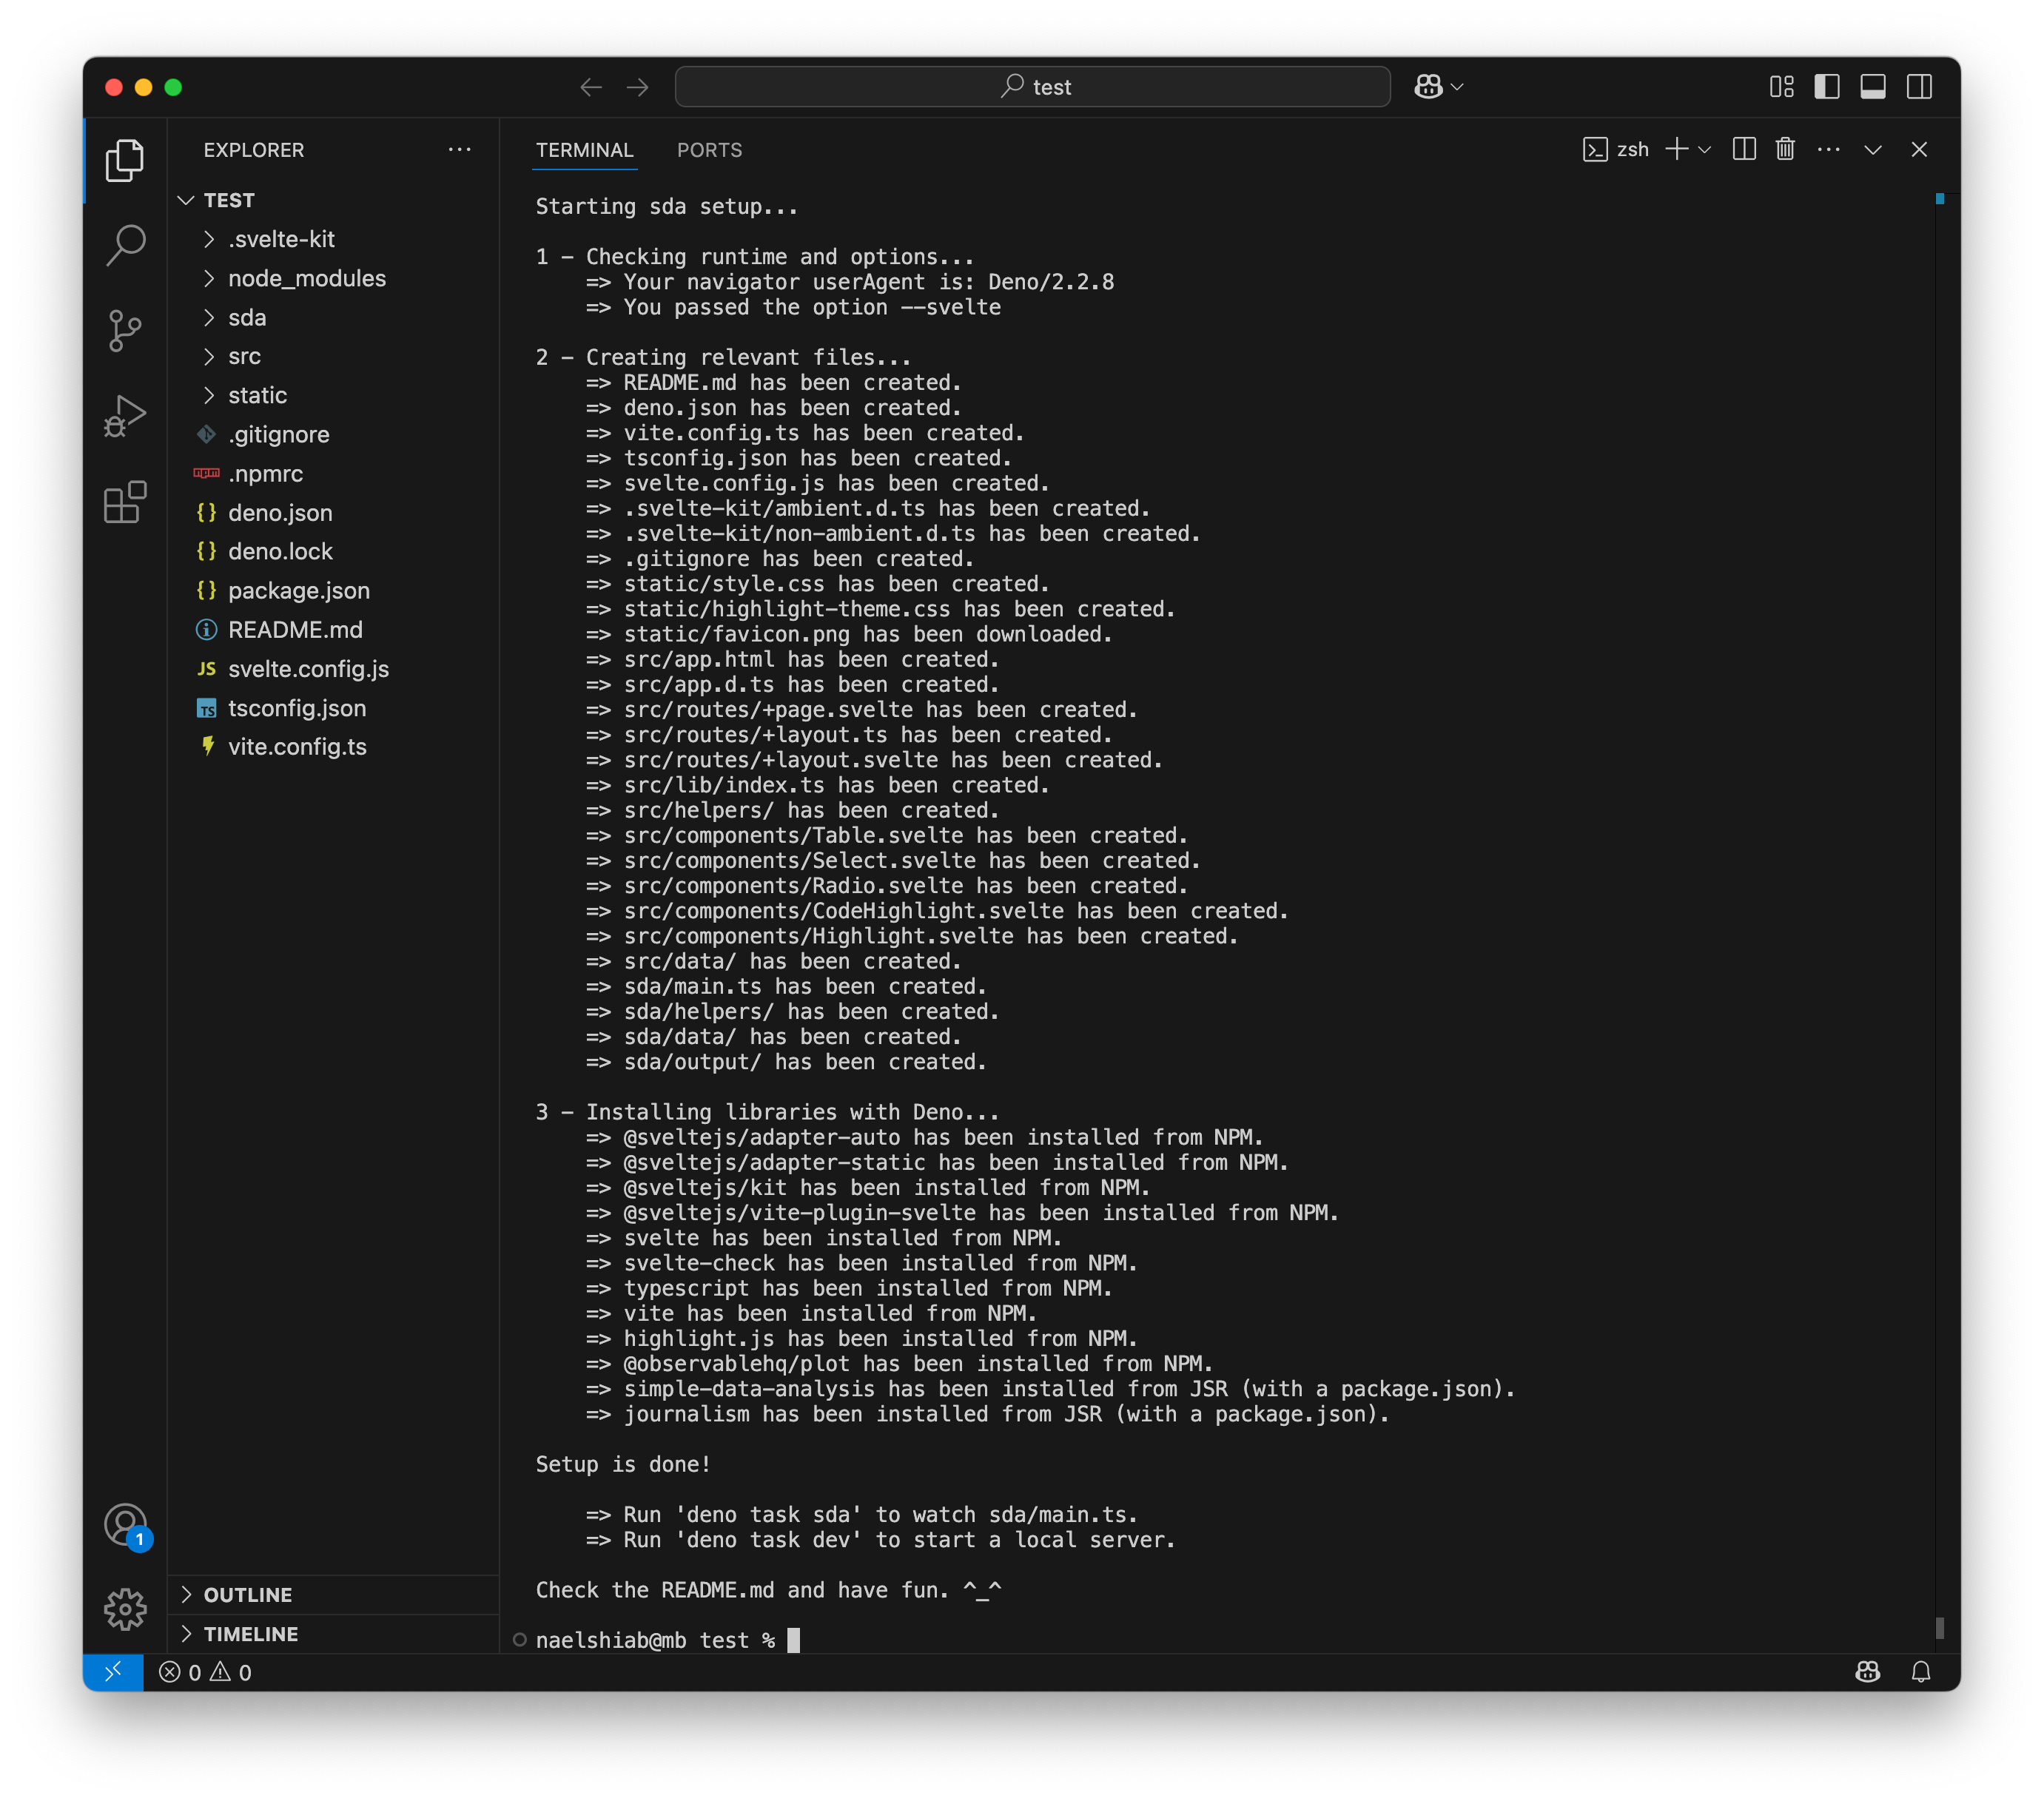 test
EXPLORER
TEST
.svelte-kit
node_modules
sda
src
static
.gitignore
.npmrc
deno.json
deno.lock
package.json
README.md
svelte.config.js
tsconfig.json
vite.config.ts
OUTLINE
TIMELINE
1
TERMINAL PORTS
zsh
Starting sda setup...
1 - Checking runtime and options...
=> Your navigator userAgent is: Deno/2.2.8
=> You passed the option --svelte
2 - Creating relevant files...
=> README.md has been created.
=> deno.json has been created.
=> vite.config.ts has been created.
=> tsconfig.json has been created.
=> svelte.config.js has been created.
=> .svelte-kit/ambient.d.ts has been created.
=> .svelte-kit/non-ambient.d.ts has been created.
=> .gitignore has been created.
=> static/style.css has been created.
=> static/highlight-theme.css has been created.
=> static/favicon.png has been downloaded.
=> src/app.html has been created.
=> src/app.d.ts has been created.
=> src/routes/+page.svelte has been created.
=> src/routes/+layout.ts has been created.
=> src/routes/+layout.svelte has been created.
=> src/lib/index.ts has been created.
=> src/helpers/ has been created.
=> src/components/Table.svelte has been created.
=> src/components/Select.svelte has been created.
=> src/components/Radio.svelte has been created.
=> src/components/CodeHighlight.svelte has been created.
=> src/components/Highlight.svelte has been created.
=> src/data/ has been created.
=> sda/main.ts has been created.
=> sda/helpers/ has been created.
=> sda/data/ has been created.
=> sda/output/ has been created.
3 - Installing libraries with Deno...
=> @sveltejs/adapter-auto has been installed from NPM.
=> @sveltejs/adapter-static has been installed from NPM.
=> @sveltejs/kit has been installed from NPM.
=> @sveltejs/vite-plugin-svelte has been installed from NPM.
=> svelte has been installed from NPM.
=> svelte-check has been installed from NPM.
=> typescript has been installed from NPM.
=> vite has been installed from NPM.
=> highlight.js has been installed from NPM.
=> @observablehq/plot has been installed from NPM.
=> simple-data-analysis has been installed from JSR (with a package.json).
=> journalism has been installed from JSR (with a package.json).
Setup is done!
=> Run 'deno task sda' to watch sda/main.ts.
=> Run 'deno task dev' to start a local server.
Check the README.md and have fun. ^_^
naelshiab@mb test %
0 0